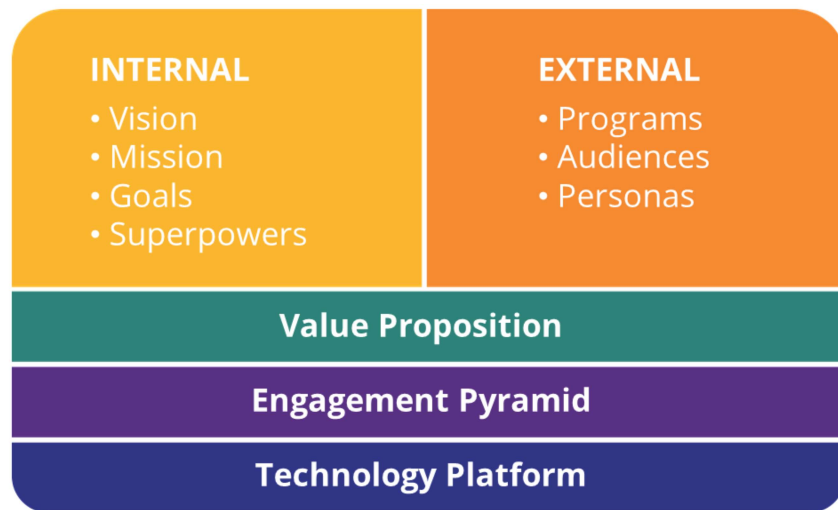 INTERNAL
• Vision
• Mission
• Goals
• Superpowers
EXTERNAL
• Programs
• Audiences
• Personas
Value Proposition
Engagement Pyramid
Technology Platform